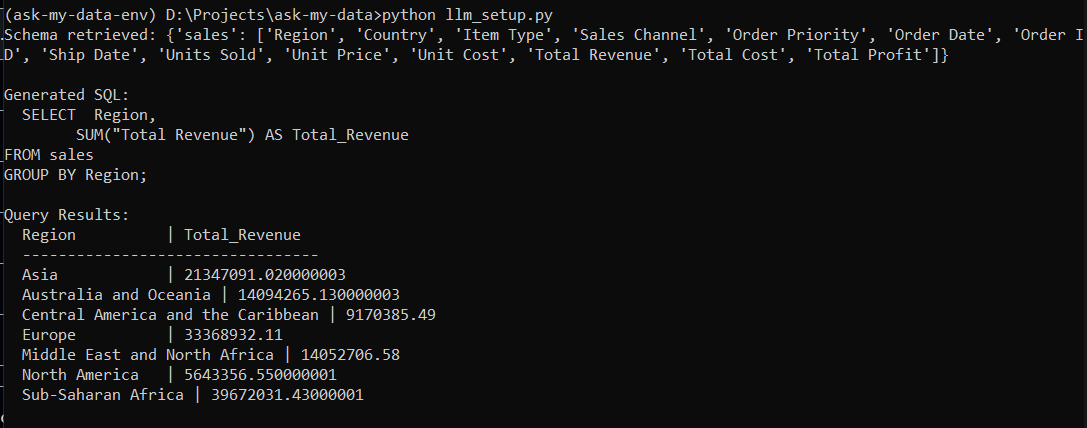 (ask-my-data-env) D:\Projects\ask-my-data>python llm_setup.py
Schema retrieved: {'sales': ['Region', 'Country', 'Item Type', 'Sales Channel', 'Order Priority', 'Order Date', 'Order I
D', 'Ship Date', 'Units Sold', 'Unit Price', 'Unit Cost', 'Total Revenue', 'Total Cost', 'Total Profit']}
Generated SQL:
SELECT  Region,
SUM("Total Revenue") AS Total_Revenue
FROM sales
GROUP BY Region;
Query Results:
Region          | Total_Revenue
---------------------------------
Asia            | 21347091.020000003
Australia and Oceania | 14094265.130000003
Central America and the Caribbean | 9170385.49
Europe          | 33368932.11
Middle East and North Africa | 14052706.58
North America   | 5643356.550000001
Sub-Saharan Africa | 39672031.43000001